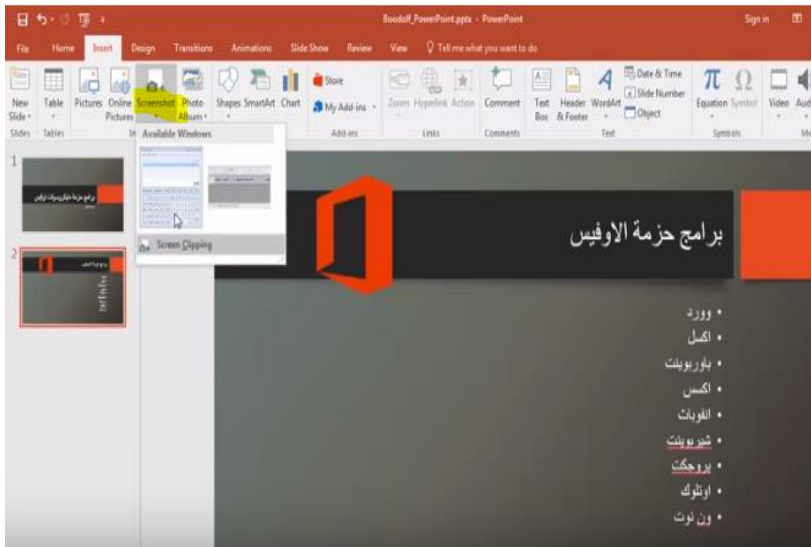 Boodolf_PowerPoint.pptx - PowerPoint
Sign in
File Home Insert Design Transitions Animations Slide Show Review View Tell me what you want to do
New Slide
Table
Pictures
Online Pictures
Screenshot
Photo Album
Shapes
SmartArt
Chart
Store
My Add-ins
Zoom
Hyperlink
Action
Comment
Text Box
Header & Footer
WordArt
Date & Time
Slide Number
Object
Equation
Symbol
Video
Slides
Tables
Add-ins
Links
Comments
Text
Symbols
Available Windows
Screen Clipping
1
2
برامج حزمة الاوفيس
• وورد
• اكسل
• باوربوينت
• اكسس
• انفوباث
• شيربوينت
• بروجكت
• اوتلوك
• ون نوت